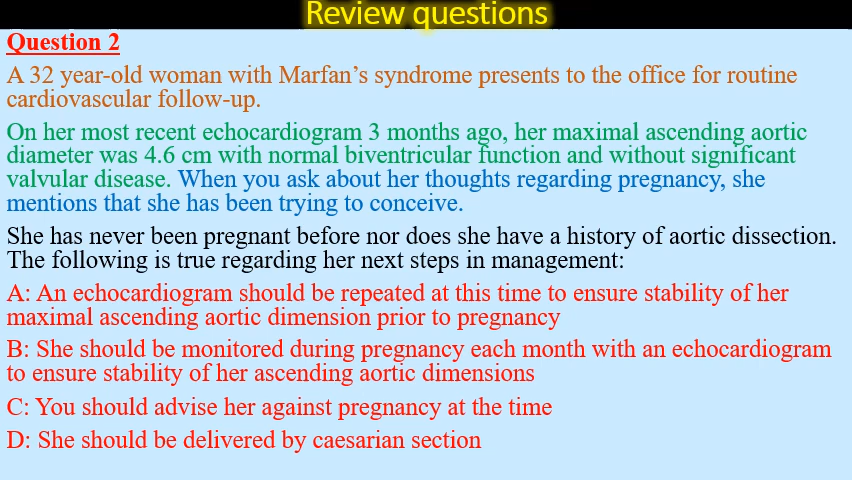 Review questions
Question 2
A 32 year-old woman with Marfan's syndrome presents to the office for routine
cardiovascular follow-up.
On her most recent echocardiogram 3 months ago, her maximal ascending aortic
diameter was 4.6 cm with normal biventricular function and without significant
valvular disease. When you ask about her thoughts regarding pregnancy, she
mentions that she has been trying to conceive.
She has never been pregnant before nor does she have a history of aortic dissection.
The following is true regarding her next steps in management:
A: An echocardiogram should be repeated at this time to ensure stability of her
maximal ascending aortic dimension prior to pregnancy
B: She should be monitored during pregnancy each month with an echocardiogram
to ensure stability of her ascending aortic dimensions
C: You should advise her against pregnancy at the time
D: She should be delivered by caesarian section